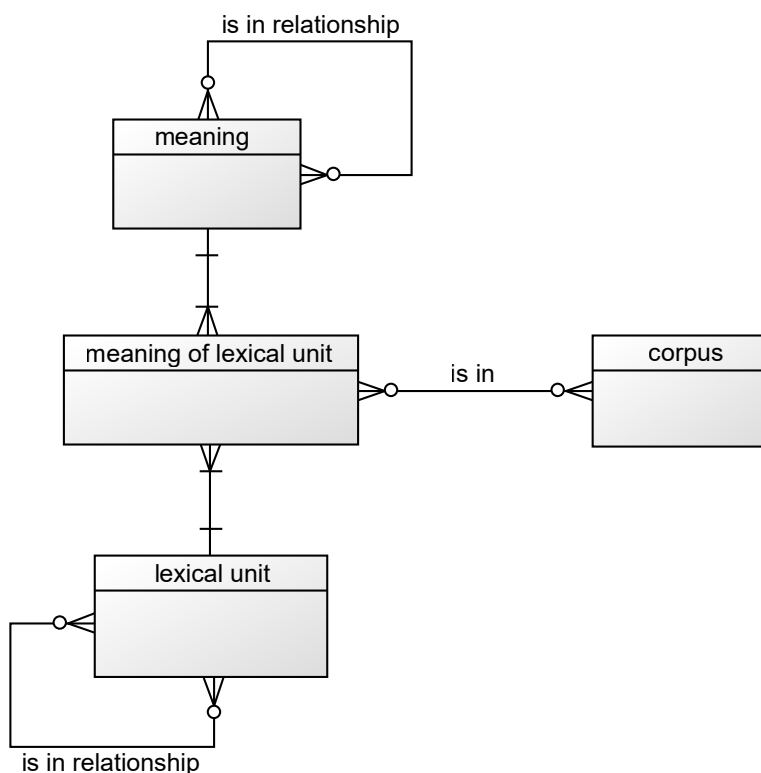 is in relationship
meaning
meaning of lexical unit
is in
corpus
lexical unit
is in relationship